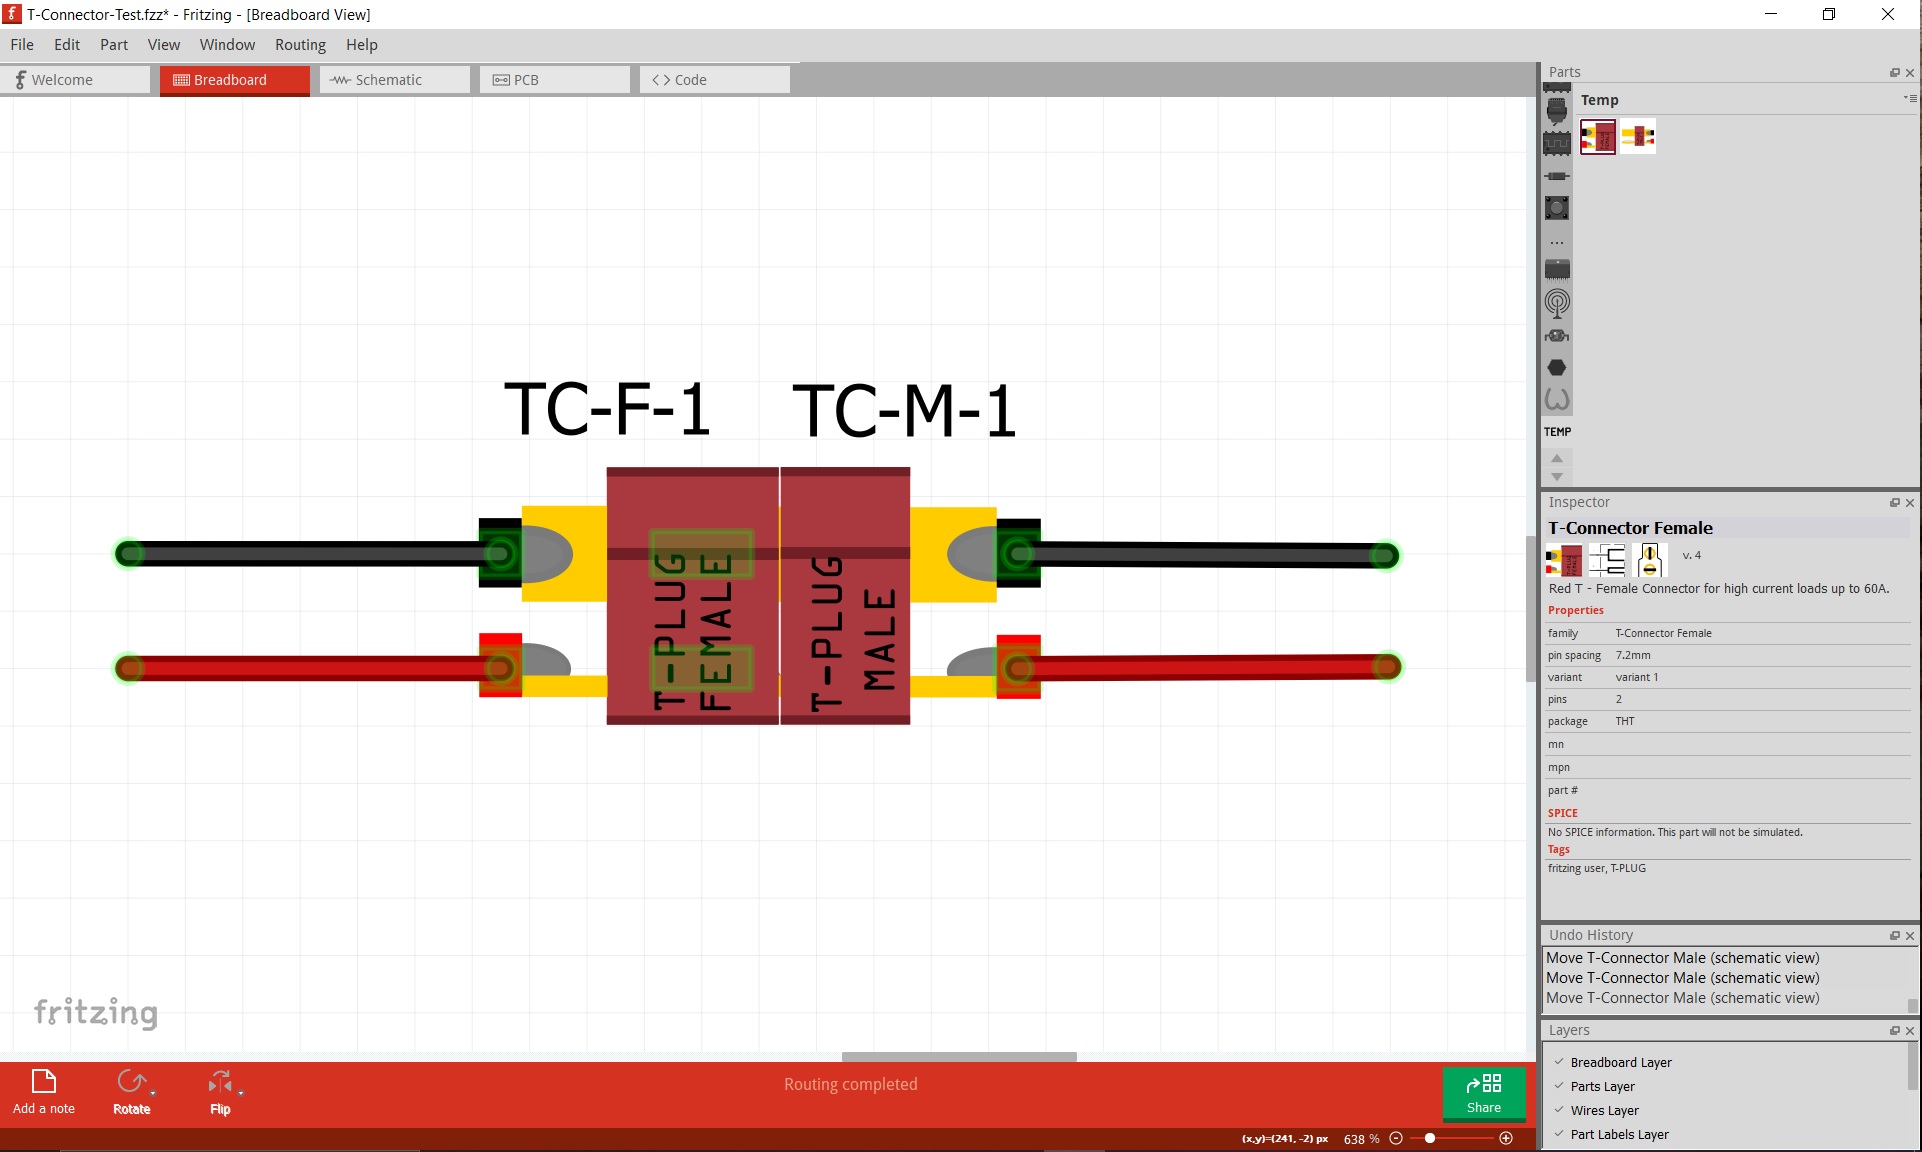 T-Connector-Test.fzz* - Fritzing - [Breadboard View]
File Edit Part View Window Routing Help
Welcome Breadboard Schematic PCB Code
TC-F-1 TC-M-1
T-PLUG
FEMALE
T-PLUG
MALE
fritzing
Add a note Rotate Flip
Routing completed
Share
(x,y)=(241, -2) px 638 %
Parts
Temp
TEMP
Inspector
T-Connector Female
v. 4
Red T - Female Connector for high current loads up to 60A.
Properties
family T-Connector Female
pin spacing 7.2mm
variant variant 1
pins 2
package THT
mn
mpn
part #
SPICE
No SPICE information. This part will not be simulated.
Tags
fritzing user, T-PLUG
Undo History
Move T-Connector Male (schematic view)
Move T-Connector Male (schematic view)
Move T-Connector Male (schematic view)
Layers
Breadboard Layer
Parts Layer
Wires Layer
Part Labels Layer